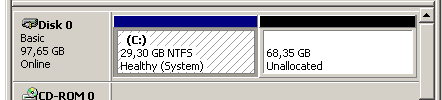 Disk 0
Basic
97,65 GB
Online
(C:)
29,30 GB NTFS
Healthy (System)
68,35 GB
Unallocated
CD-ROM 0